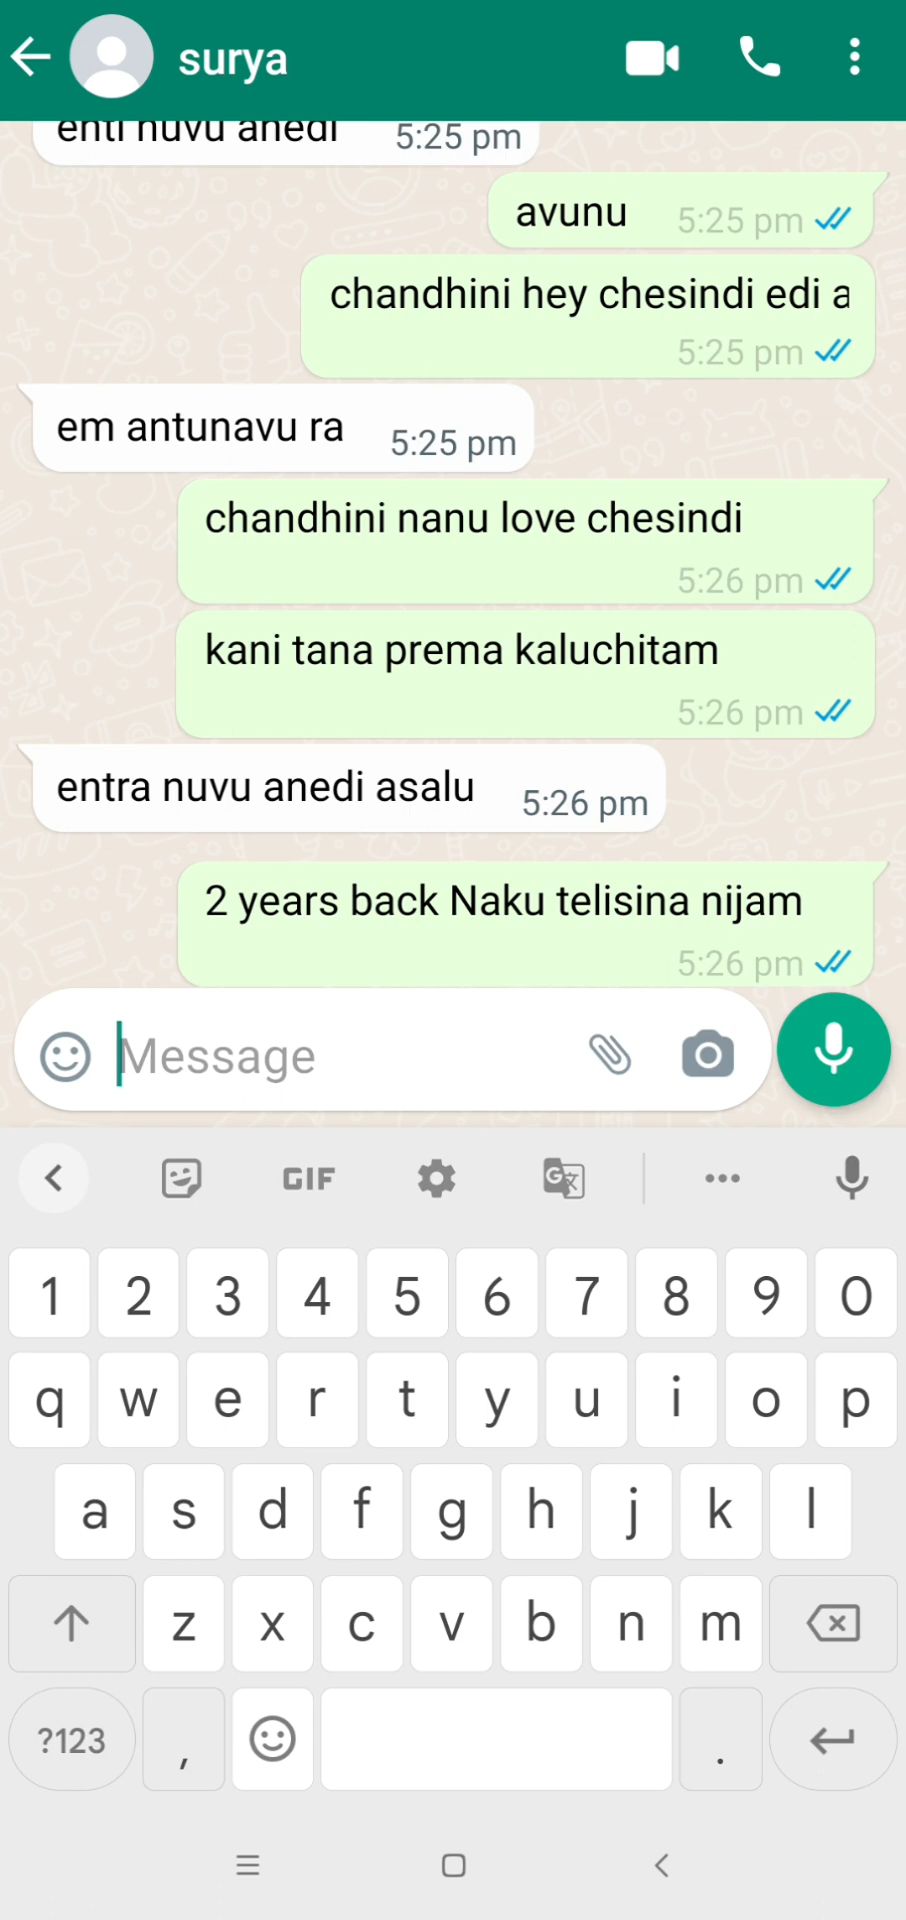 surya
enti nuvu anedi 5:25 pm
avunu 5:25 pm
chandhini hey chesindi edi a
5:25 pm
em antunavu ra 5:25 pm
chandhini nanu love chesindi
5:26 pm
kani tana prema kaluchitam
5:26 pm
entra nuvu anedi asalu 5:26 pm
2 years back Naku telisina nijam
5:26 pm
Message
GIF
1 2 3 4 5 6 7 8 9 0
q w e r t y u i o p
a s d f g h j k l
z x c v b n m
?123 , .